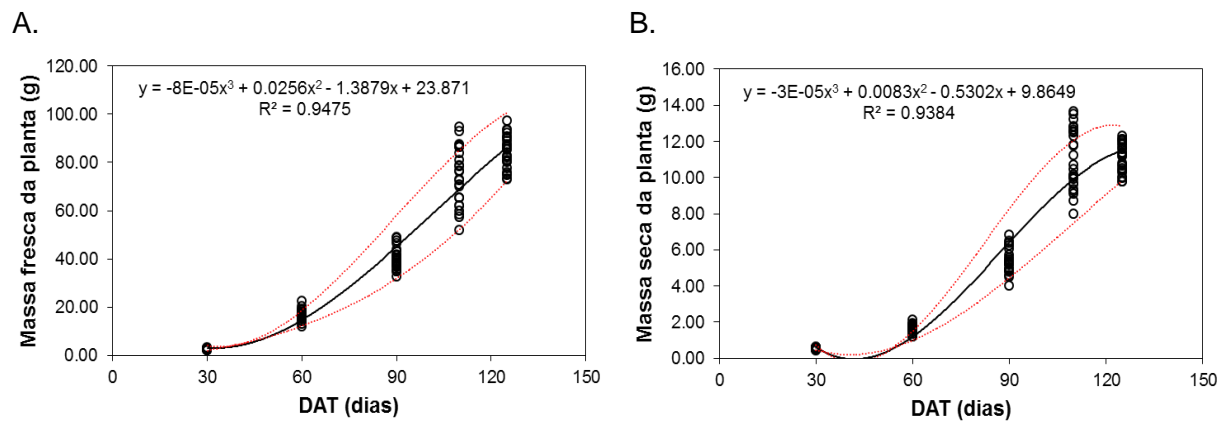 A.
y = -8E-05x³ + 0.0256x² - 1.3879x + 23.871
R² = 0.9475
Massa fresca da planta (g)
120.00
100.00
80.00
60.00
40.00
20.00
0.00
0
30
60
90
120
150
DAT (dias)
B.
y = -3E-05x³ + 0.0083x² - 0.5302x + 9.8649
R² = 0.9384
Massa seca da planta (g)
16.00
14.00
12.00
10.00
8.00
6.00
4.00
2.00
0.00
0
30
60
90
120
150
DAT (dias)